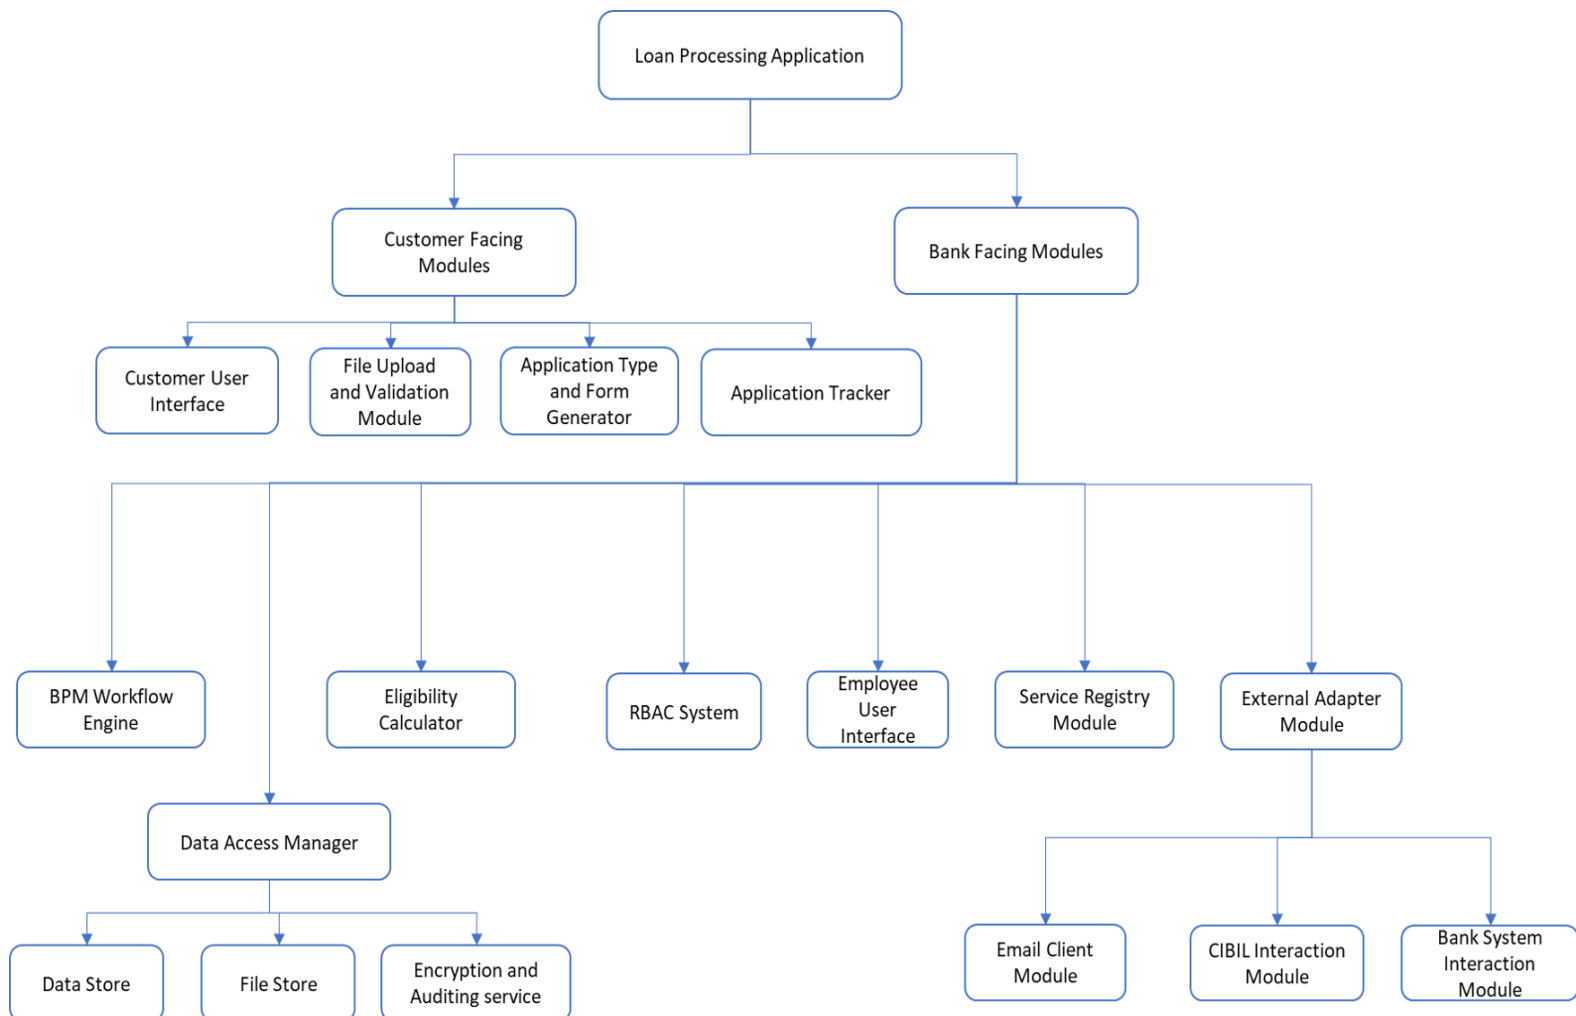 Loan Processing Application
Customer Facing
Modules
Bank Facing Modules
Customer User
Interface
File Upload
and Validation
Module
Application Type
and Form
Generator
Application Tracker
BPM Workflow
Engine
Eligibility
Calculator
RBAC System
Employee
User
Interface
Service Registry
Module
External Adapter
Module
Data Access Manager
Data Store
File Store
Encryption and
Auditing service
Email Client
Module
CIBIL Interaction
Module
Bank System
Interaction
Module